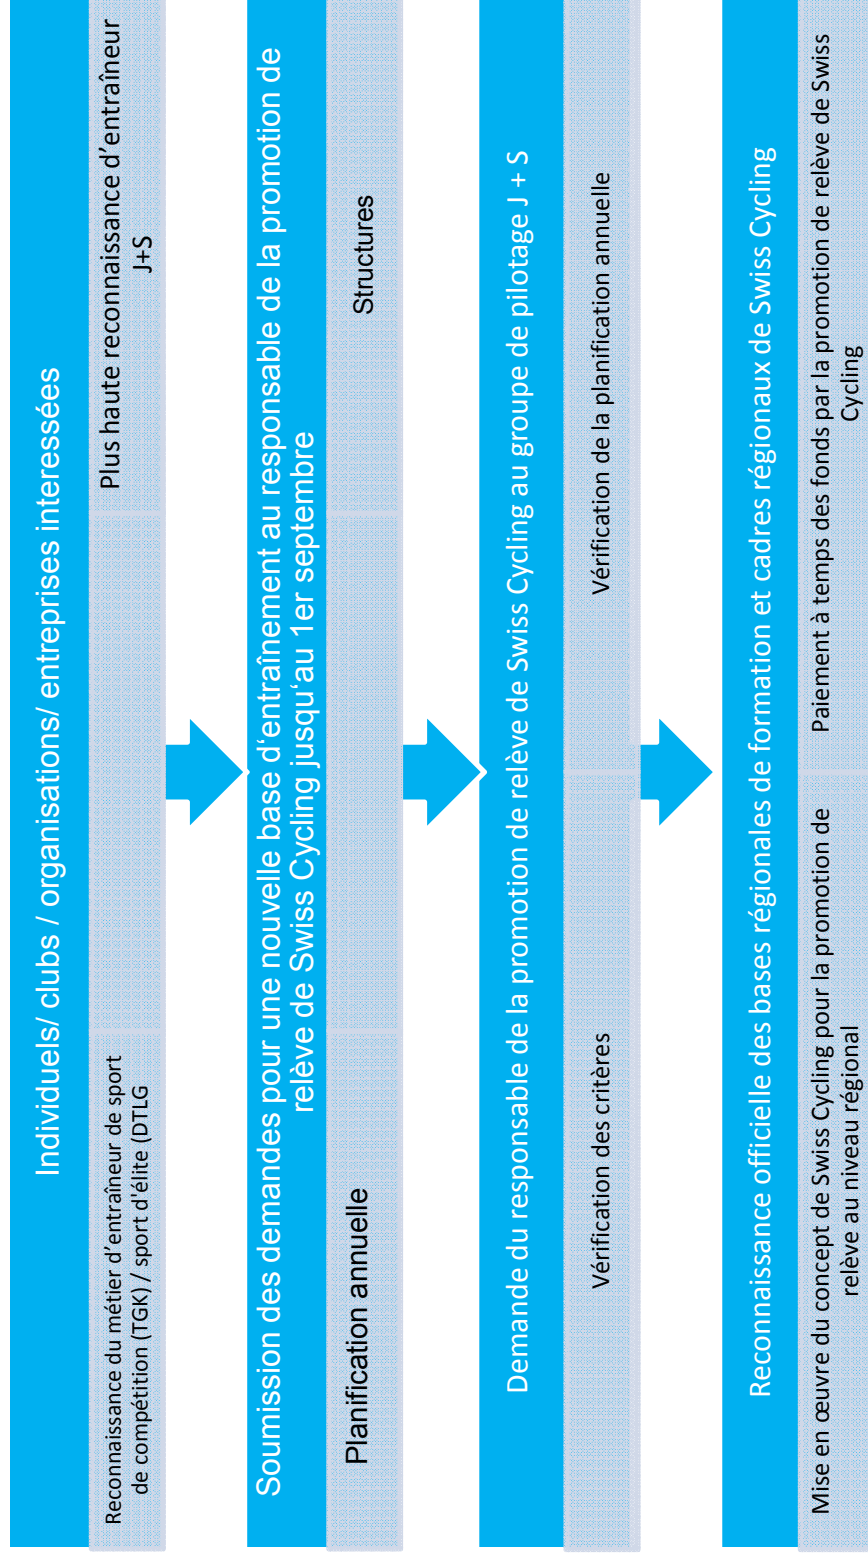 Individuels/ clubs / organisations/ entreprises interessées
Reconnaissance du métier d'entraîneur de sport
de compétition (TGK) / sport d'élite (DTLG
Plus haute reconnaissance d'entraîneur
J+S
Soumission des demandes pour une nouvelle base d'entraînement au responsable de la promotion de
relève de Swiss Cycling jusqu'au 1er septembre
Planification annuelle
Structures
Demande du responsable de la promotion de relève de Swiss Cycling au groupe de pilotage J + S
Vérification des critères
Vérification de la planification annuelle
Reconnaissance officielle des bases régionales de formation et cadres régionaux de Swiss Cycling
Mise en œuvre du concept de Swiss Cycling pour la promotion de
relève au niveau régional
Paiement à temps des fonds par la promotion de relève de Swiss
Cycling